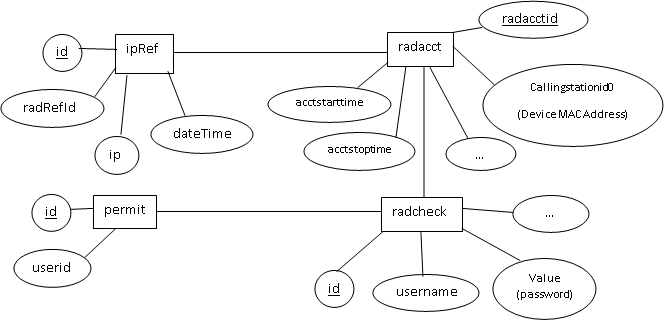 radacctid
id
ipRef
radacct
Callingstationid0
(DeviceMACAddress)
radRefId
acctstarttime
dateTime
ip
acctstoptime
...
id
permit
radcheck
...
userid
id
username
Value
(password)